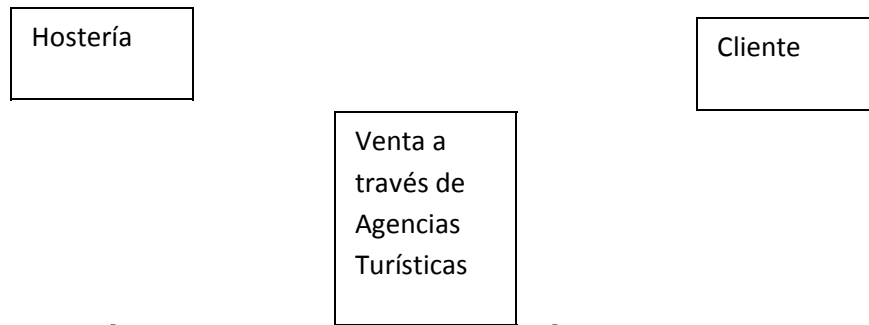 Hostería
Cliente
Venta a
través de
Agencias
Turísticas